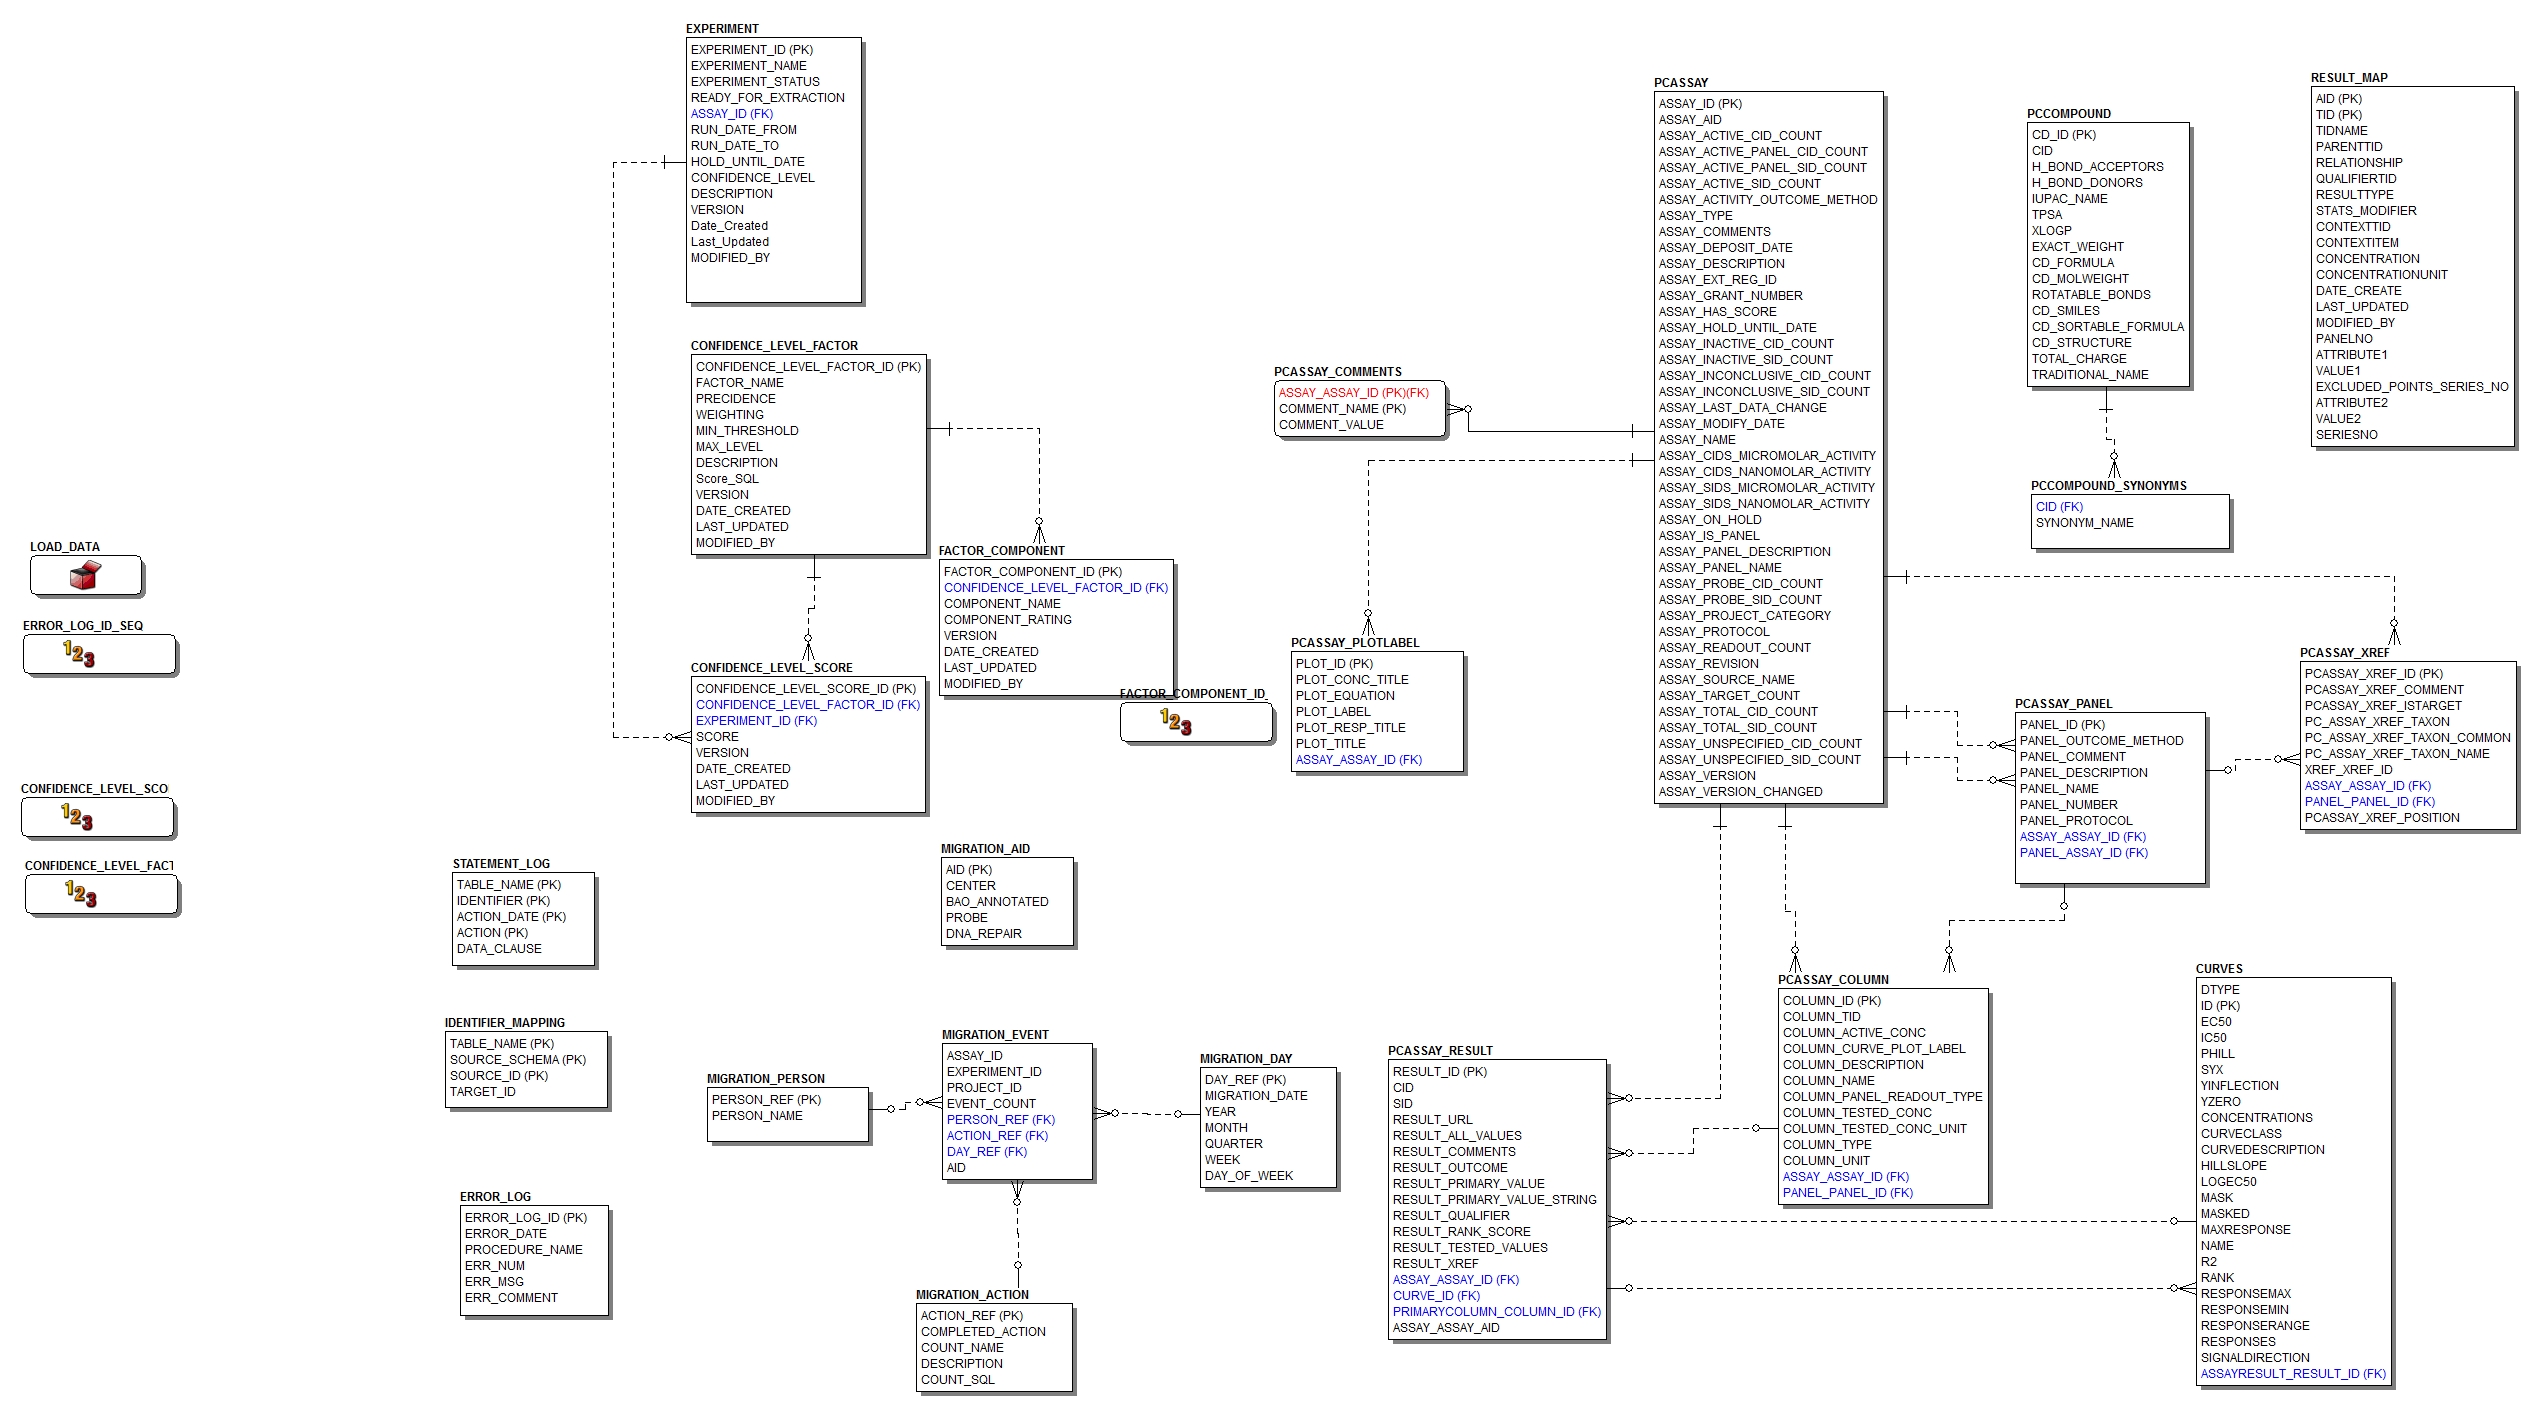 EXPERIMENT
EXPERIMENT_ID (PK)
EXPERIMENT_NAME
EXPERIMENT_STATUS
READY_FOR_EXTRACTION
ASSAY_ID (FK)
RUN_DATE_FROM
RUN_DATE_TO
HOLD_UNTIL_DATE
CONFIDENCE_LEVEL
DESCRIPTION
VERSION
Date_Created
Last_Updated
MODIFIED_BY
CONFIDENCE_LEVEL_FACTOR
CONFIDENCE_LEVEL_FACTOR_ID (PK)
FACTOR_NAME
PRECIDENCE
WEIGHTING
MIN_THRESHOLD
MAX_LEVEL
DESCRIPTION
Score_SQL
VERSION
DATE_CREATED
LAST_UPDATED
MODIFIED_BY
FACTOR_COMPONENT
FACTOR_COMPONENT_ID (PK)
CONFIDENCE_LEVEL_FACTOR_ID (FK)
COMPONENT_NAME
COMPONENT_RATING
VERSION
DATE_CREATED
LAST_UPDATED
MODIFIED_BY
FACTOR_COMPONENT_ID_
123
CONFIDENCE_LEVEL_SCORE
CONFIDENCE_LEVEL_SCORE_ID (PK)
CONFIDENCE_LEVEL_FACTOR_ID (FK)
EXPERIMENT_ID (FK)
SCORE
VERSION
DATE_CREATED
LAST_UPDATED
MODIFIED_BY
LOAD_DATA
ERROR_LOG_ID_SEQ
123
CONFIDENCE_LEVEL_SCO
123
CONFIDENCE_LEVEL_FACT
123
STATEMENT_LOG
TABLE_NAME (PK)
IDENTIFIER (PK)
ACTION_DATE (PK)
ACTION (PK)
DATA_CLAUSE
IDENTIFIER_MAPPING
TABLE_NAME (PK)
SOURCE_SCHEMA (PK)
SOURCE_ID (PK)
TARGET_ID
ERROR_LOG
ERROR_LOG_ID (PK)
ERROR_DATE
PROCEDURE_NAME
ERR_NUM
ERR_MSG
ERR_COMMENT
MIGRATION_AID
AID (PK)
CENTER
BAO_ANNOTATED
PROBE
DNA_REPAIR
MIGRATION_PERSON
PERSON_REF (PK)
PERSON_NAME
MIGRATION_EVENT
ASSAY_ID
EXPERIMENT_ID
PROJECT_ID
EVENT_COUNT
PERSON_REF (FK)
ACTION_REF (FK)
DAY_REF (FK)
AID
MIGRATION_DAY
DAY_REF (PK)
MIGRATION_DATE
YEAR
MONTH
QUARTER
WEEK
DAY_OF_WEEK
MIGRATION_ACTION
ACTION_REF (PK)
COMPLETED_ACTION
COUNT_NAME
DESCRIPTION
COUNT_SQL
PCASSAY_COMMENTS
ASSAY_ASSAY_ID (PK)(FK)
COMMENT_NAME (PK)
COMMENT_VALUE
PCASSAY_PLOTLABEL
PLOT_ID (PK)
PLOT_CONC_TITLE
PLOT_EQUATION
PLOT_LABEL
PLOT_RESP_TITLE
PLOT_TITLE
ASSAY_ASSAY_ID (FK)
PCASSAY
ASSAY_ID (PK)
ASSAY_AID
ASSAY_ACTIVE_CID_COUNT
ASSAY_ACTIVE_PANEL_CID_COUNT
ASSAY_ACTIVE_PANEL_SID_COUNT
ASSAY_ACTIVE_SID_COUNT
ASSAY_ACTIVITY_OUTCOME_METHOD
ASSAY_TYPE
ASSAY_COMMENTS
ASSAY_DEPOSIT_DATE
ASSAY_DESCRIPTION
ASSAY_EXT_REG_ID
ASSAY_GRANT_NUMBER
ASSAY_HAS_SCORE
ASSAY_HOLD_UNTIL_DATE
ASSAY_INACTIVE_CID_COUNT
ASSAY_INACTIVE_SID_COUNT
ASSAY_INCONCLUSIVE_CID_COUNT
ASSAY_INCONCLUSIVE_SID_COUNT
ASSAY_LAST_DATA_CHANGE
ASSAY_MODIFY_DATE
ASSAY_NAME
ASSAY_CIDS_MICROMOLAR_ACTIVITY
ASSAY_CIDS_NANOMOLAR_ACTIVITY
ASSAY_SIDS_MICROMOLAR_ACTIVITY
ASSAY_SIDS_NANOMOLAR_ACTIVITY
ASSAY_ON_HOLD
ASSAY_IS_PANEL
ASSAY_PANEL_DESCRIPTION
ASSAY_PANEL_NAME
ASSAY_PROBE_CID_COUNT
ASSAY_PROBE_SID_COUNT
ASSAY_PROJECT_CATEGORY
ASSAY_PROTOCOL
ASSAY_READOUT_COUNT
ASSAY_REVISION
ASSAY_SOURCE_NAME
ASSAY_TARGET_COUNT
ASSAY_TOTAL_CID_COUNT
ASSAY_TOTAL_SID_COUNT
ASSAY_UNSPECIFIED_CID_COUNT
ASSAY_UNSPECIFIED_SID_COUNT
ASSAY_VERSION
ASSAY_VERSION_CHANGED
PCCOMPOUND
CD_ID (PK)
CID
H_BOND_ACCEPTORS
H_BOND_DONORS
IUPAC_NAME
TPSA
XLOGP
EXACT_WEIGHT
CD_FORMULA
CD_MOLWEIGHT
ROTATABLE_BONDS
CD_SMILES
CD_SORTABLE_FORMULA
CD_STRUCTURE
TOTAL_CHARGE
TRADITIONAL_NAME
PCCOMPOUND_SYNONYMS
CID (FK)
SYNONYM_NAME
RESULT_MAP
AID (PK)
TID (PK)
TIDNAME
PARENTTID
RELATIONSHIP
QUALIFIERTID
RESULTTYPE
STATS_MODIFIER
CONTEXTTID
CONTEXTITEM
CONCENTRATION
CONCENTRATIONUNIT
DATE_CREATE
LAST_UPDATED
MODIFIED_BY
PANELNO
ATTRIBUTE1
VALUE1
EXCLUDED_POINTS_SERIES_NO
ATTRIBUTE2
VALUE2
SERIESNO
PCASSAY_XREF
PCASSAY_XREF_ID (PK)
PCASSAY_XREF_COMMENT
PCASSAY_XREF_ISTARGET
PC_ASSAY_XREF_TAXON
PC_ASSAY_XREF_TAXON_COMMON
PC_ASSAY_XREF_TAXON_NAME
XREF_XREF_ID
ASSAY_ASSAY_ID (FK)
PANEL_PANEL_ID (FK)
PCASSAY_XREF_POSITION
PCASSAY_PANEL
PANEL_ID (PK)
PANEL_OUTCOME_METHOD
PANEL_COMMENT
PANEL_DESCRIPTION
PANEL_NAME
PANEL_NUMBER
PANEL_PROTOCOL
ASSAY_ASSAY_ID (FK)
PANEL_ASSAY_ID (FK)
PCASSAY_COLUMN
COLUMN_ID (PK)
COLUMN_TID
COLUMN_ACTIVE_CONC
COLUMN_CURVE_PLOT_LABEL
COLUMN_DESCRIPTION
COLUMN_NAME
COLUMN_PANEL_READOUT_TYPE
COLUMN_TESTED_CONC
COLUMN_TESTED_CONC_UNIT
COLUMN_TYPE
COLUMN_UNIT
ASSAY_ASSAY_ID (FK)
PANEL_PANEL_ID (FK)
PCASSAY_RESULT
RESULT_ID (PK)
CID
SID
RESULT_URL
RESULT_ALL_VALUES
RESULT_COMMENTS
RESULT_OUTCOME
RESULT_PRIMARY_VALUE
RESULT_PRIMARY_VALUE_STRING
RESULT_QUALIFIER
RESULT_RANK_SCORE
RESULT_TESTED_VALUES
RESULT_XREF
ASSAY_ASSAY_ID (FK)
CURVE_ID (FK)
PRIMARYCOLUMN_COLUMN_ID (FK)
ASSAY_ASSAY_AID
CURVES
DTYPE
ID (PK)
EC50
IC50
PHILL
SYX
YINFLECTION
YZERO
CONCENTRATIONS
CURVECLASS
CURVEDESCRIPTION
HILLSLOPE
LOGEC50
MASK
MASKED
MAXRESPONSE
NAME
R2
RANK
RESPONSEMAX
RESPONSEMIN
RESPONSERANGE
RESPONSES
SIGNALDIRECTION
ASSAYRESULT_RESULT_ID (FK)